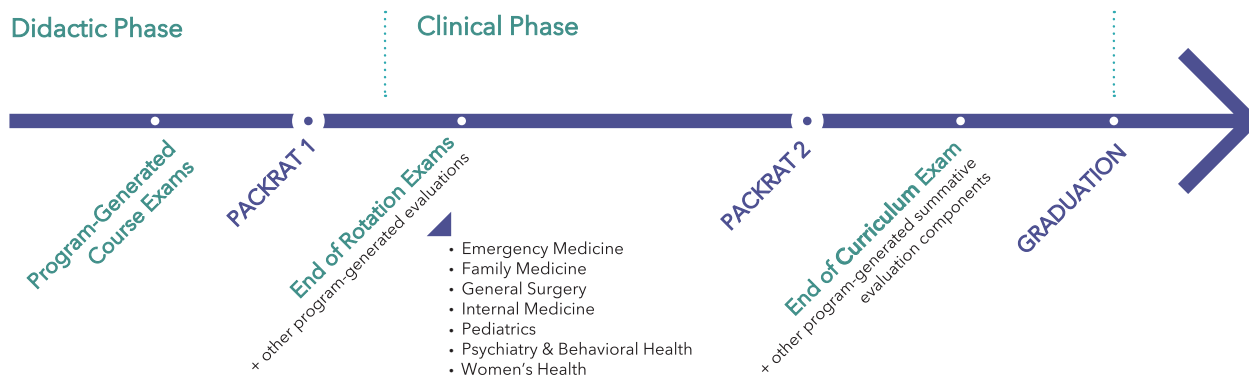 Didactic Phase
Clinical Phase
Program-Generated
Course Exams
PACKRAT 1
End of Rotation Exams
+ other program-generated evaluations
• Emergency Medicine
• Family Medicine
• General Surgery
• Internal Medicine
• Pediatrics
• Psychiatry & Behavioral Health
• Women’s Health
PACKRAT 2
End of Curriculum Exam
+ other program-generated summative
evaluation components
GRADUATION